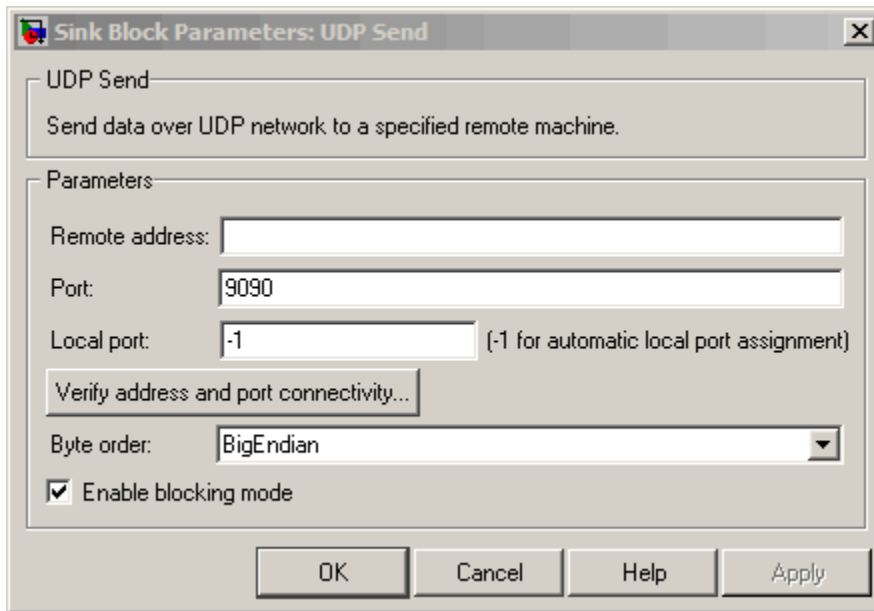 Sink Block Parameters: UDP Send
UDP Send
Send data over UDP network to a specified remote machine.
Parameters
Remote address:
Port: 9090
Local port: -1 (-1 for automatic local port assignment)
Verify address and port connectivity...
Byte order: BigEndian
Enable blocking mode
OK Cancel Help Apply